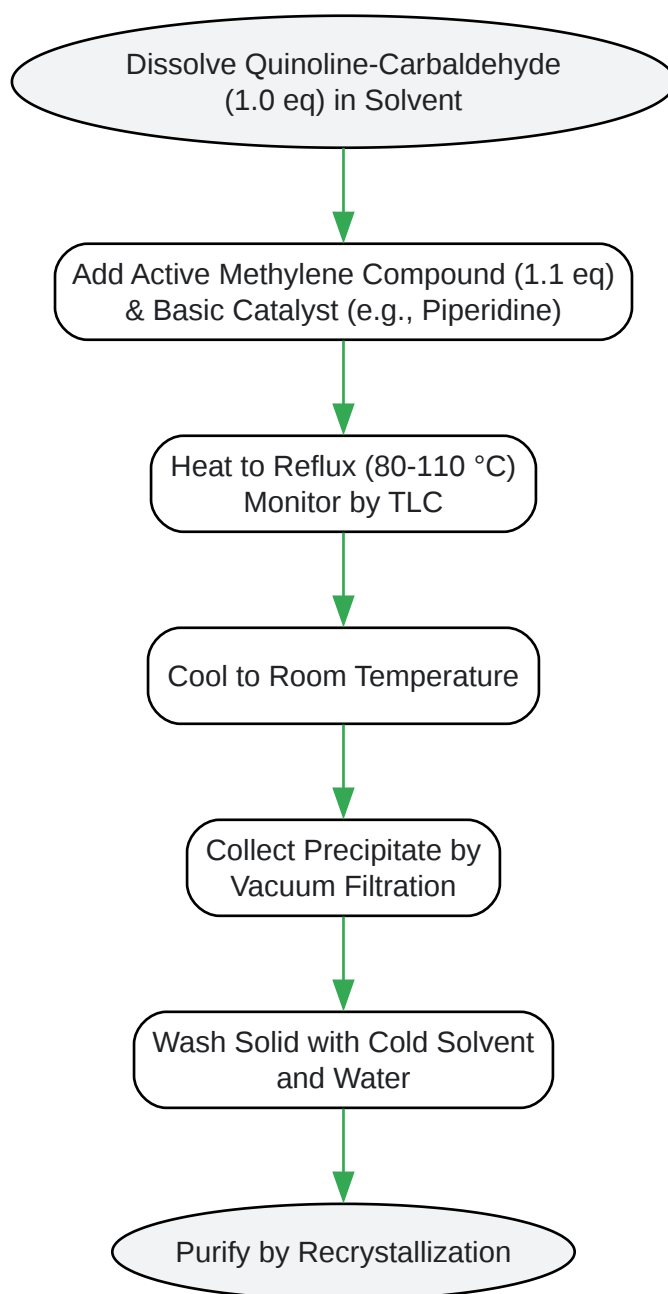 Dissolve Quinoline-Carbaldehyde
(1.0 eq) in Solvent
Add Active Methylene Compound (1.1 eq)
& Basic Catalyst (e.g., Piperidine)
Heat to Reflux (80-110 °C)
Monitor by TLC
Cool to Room Temperature
Collect Precipitate by
Vacuum Filtration
Wash Solid with Cold Solvent
and Water
Purify by Recrystallization